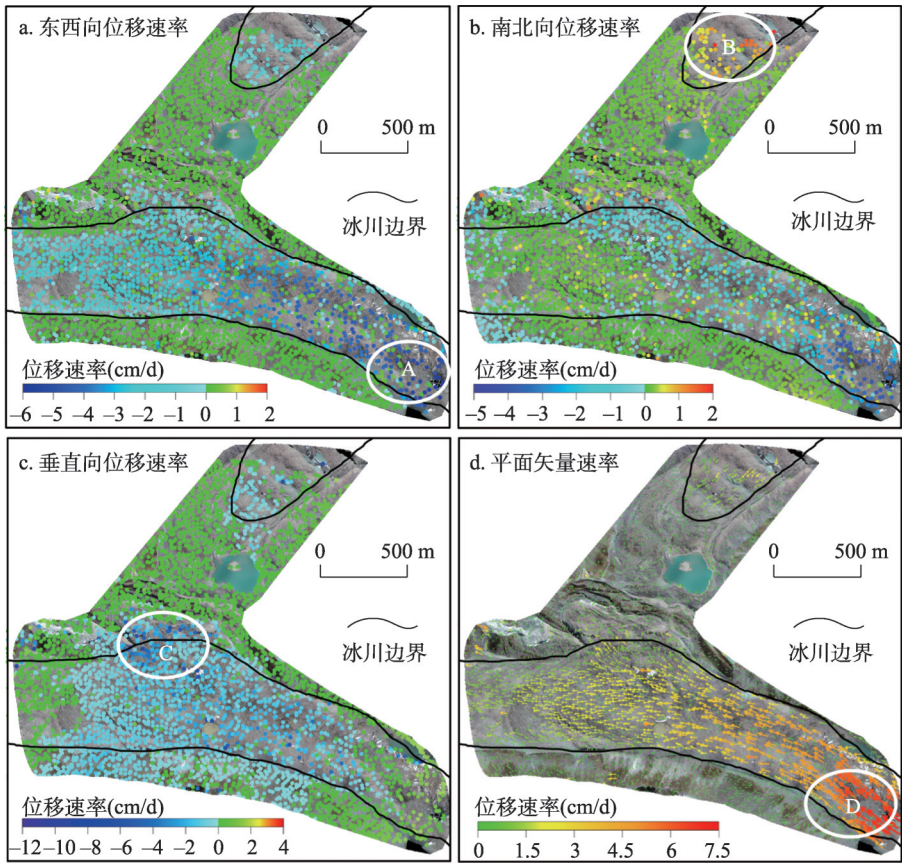 a. 东西向位移速率
0 500 m
冰川边界
A
位移速率(cm/d)
−6 −5 −4 −3 −2 −1 0 1 2
b. 南北向位移速率
B
0 500 m
冰川边界
位移速率(cm/d)
−5 −4 −3 −2 −1 0 1 2
c. 垂直向位移速率
0 500 m
冰川边界
C
位移速率(cm/d)
−12 −10 −8 −6 −4 −2 0 2 4
d. 平面矢量速率
0 500 m
冰川边界
D
位移速率(cm/d)
0 1.5 3 4.5 6 7.5